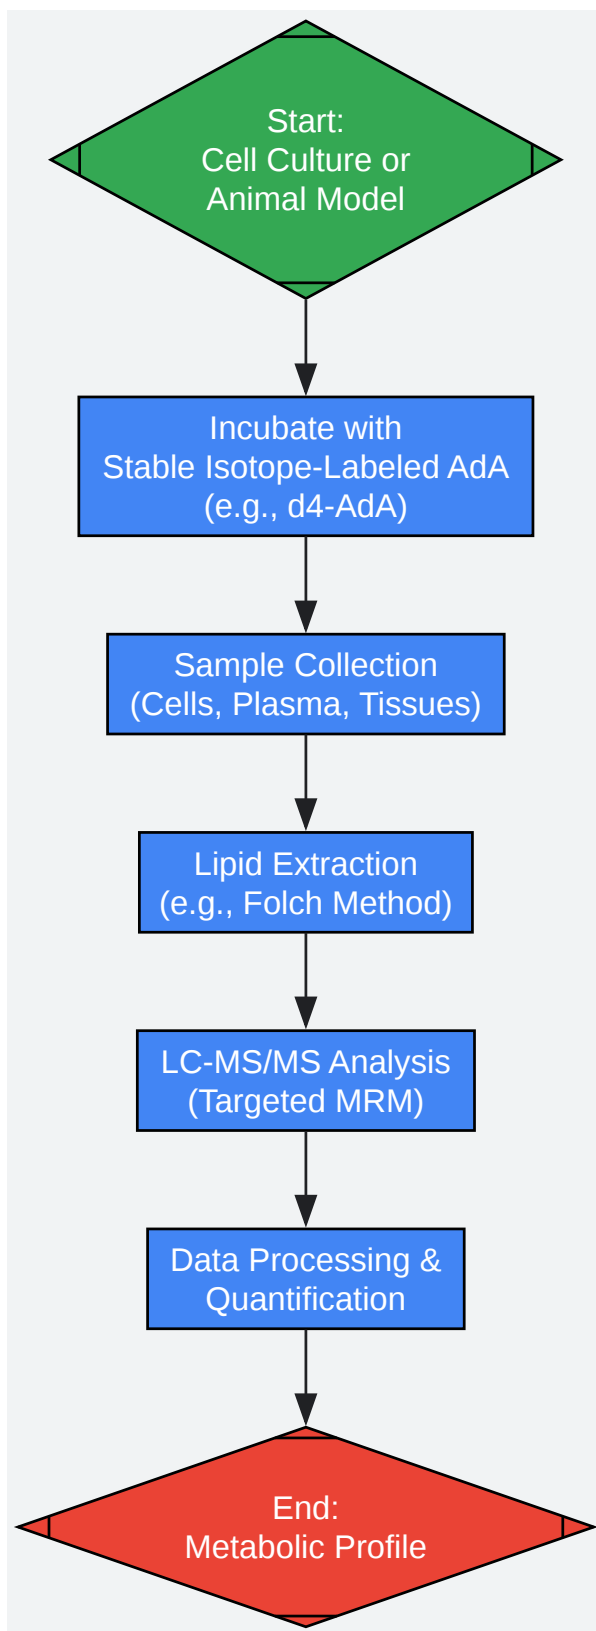 Start:
Cell Culture or
Animal Model
Incubate with
Stable Isotope-Labeled AdA
(e.g., d4-AdA)
Sample Collection
(Cells, Plasma, Tissues)
Lipid Extraction
(e.g., Folch Method)
LC-MS/MS Analysis
(Targeted MRM)
Data Processing &
Quantification
End:
Metabolic Profile